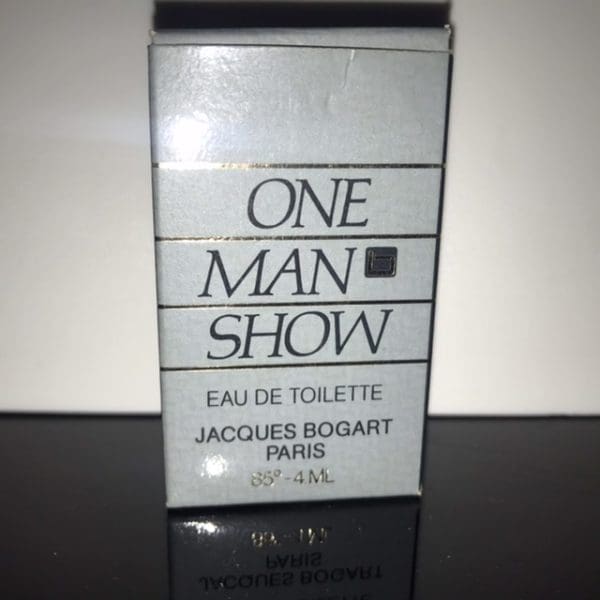 ONE
MAN
SHOW
EAU DE TOILETTE
JACQUES BOGART
PARIS
85° - 4 ML